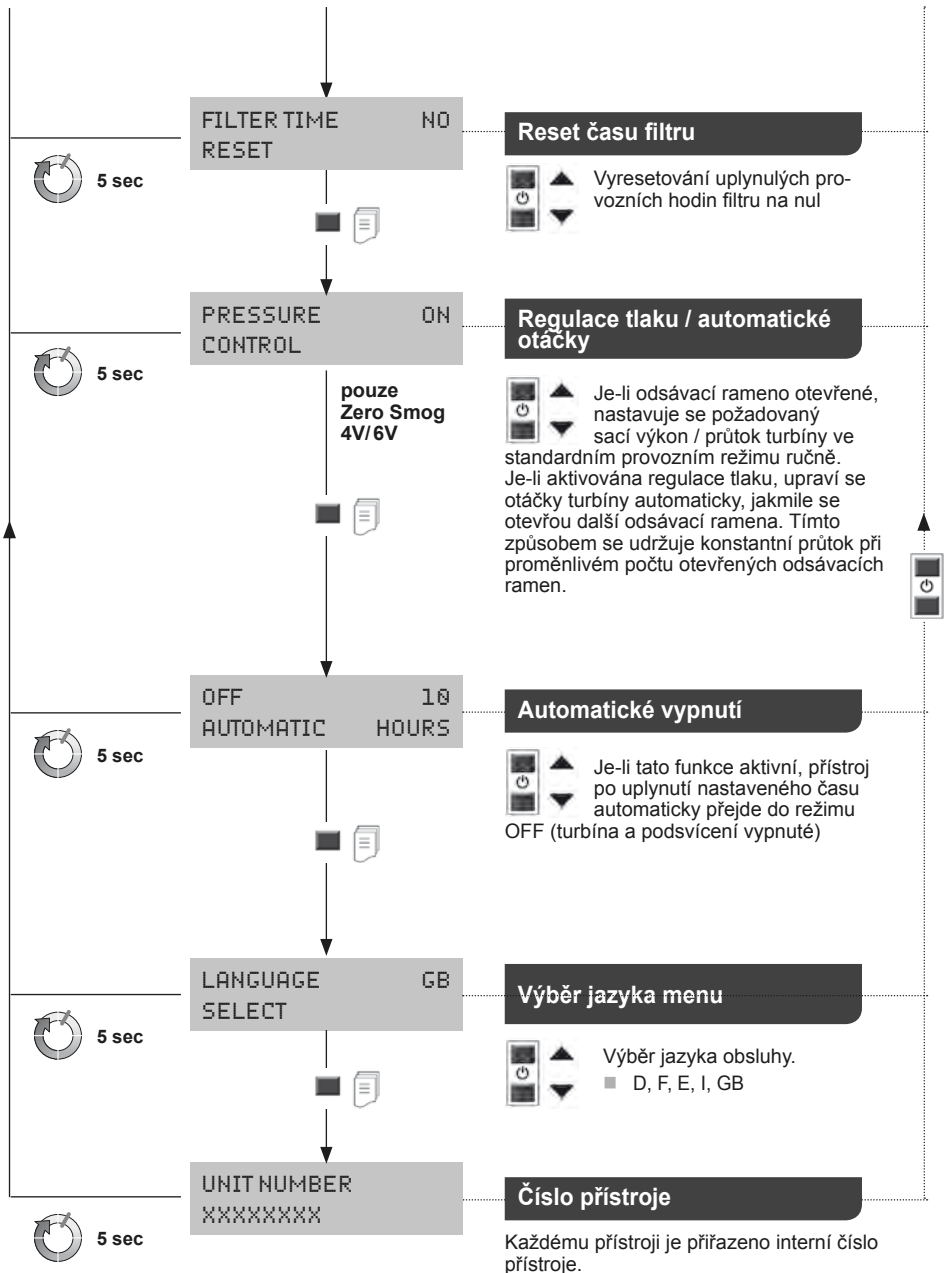 FILTER TIME NO
RESET
5 sec
Reset času filtru
Vyresetování uplynulých pro-
vozních hodin filtru na nul
PRESSURE ON
CONTROL
5 sec
pouze
Zero Smog
4V/ 6V
Regulace tlaku / automatické
otáčky
Je-li odsávací rameno otevřené,
nastavuje se požadovaný
sací výkon / průtok turbíny ve
standardním provozním režimu ručně.
Je-li aktivována regulace tlaku, upraví se
otáčky turbíny automaticky, jakmile se
otevřou další odsávací ramena. Tímto
způsobem se udržuje konstantní průtok při
proměnlivém počtu otevřených odsávacích
ramen.
OFF 10
AUTOMATIC HOURS
5 sec
Automatické vypnutí
Je-li tato funkce aktivní, přístroj
po uplynutí nastaveného času
automaticky přejde do režimu
OFF (turbína a podsvícení vypnuté)
LANGUAGE GB
SELECT
5 sec
Výběr jazyka menu
Výběr jazyka obsluhy.
D, F, E, I, GB
UNIT NUMBER
XXXXXXXX
5 sec
Číslo přístroje
Každému přístroji je přiřazeno interní číslo
přístroje.